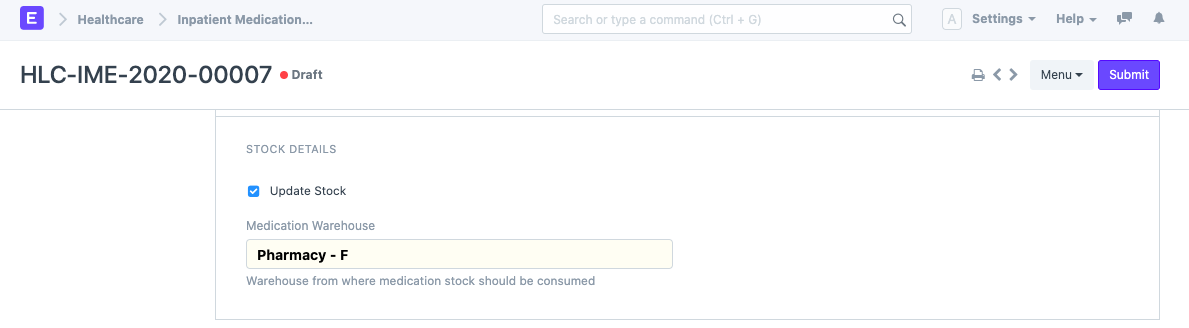 E Healthcare Inpatient Medication... Search or type a command (Ctrl + G) A Settings Help
HLC-IME-2020-00007 Draft Menu Submit
STOCK DETAILS
Update Stock
Medication Warehouse
Pharmacy - F
Warehouse from where medication stock should be consumed